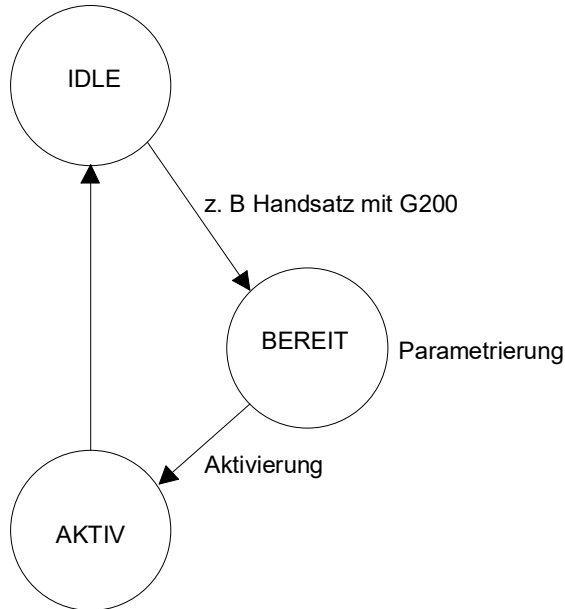 IDLE
z. B Handsatz mit G200
BEREIT
Parametrierung
Aktivierung
AKTIV